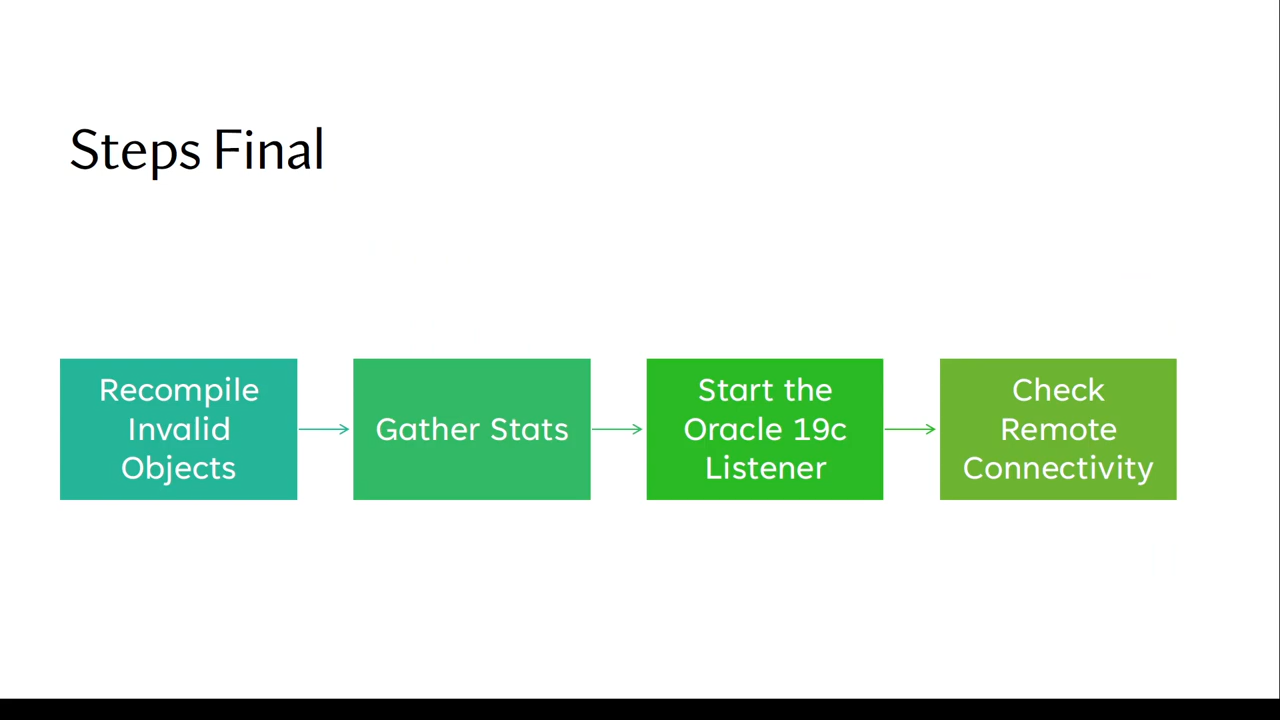 Steps Final
Recompile
Invalid
Objects
Gather Stats
Start the
Oracle 19c
Listener
Check
Remote
Connectivity